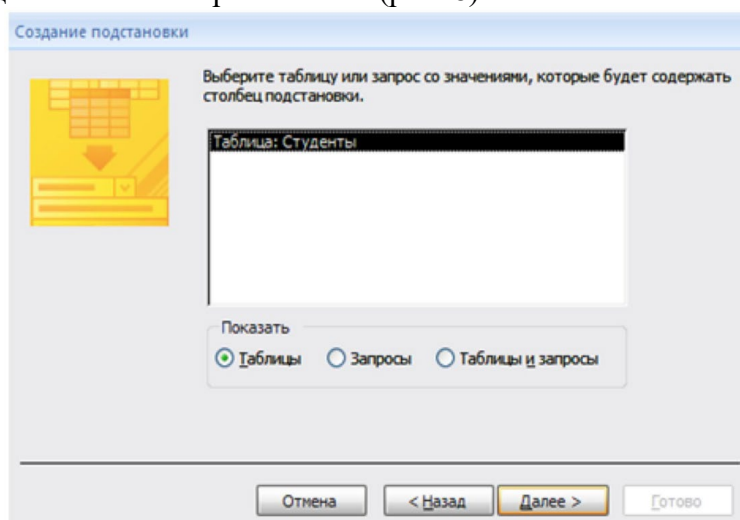 Создание подстановки
Выберите таблицу или запрос со значениями, которые будет содержать
столбец подстановки.
Таблица: Студенты
Показать
Таблицы Запросы Таблицы и запросы
Отмена < Назад Далее > Готово